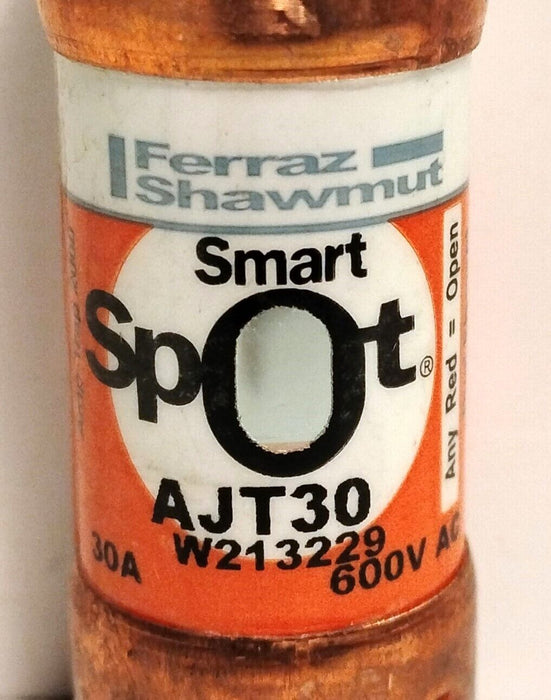 Ferraz
Shawmut
Smart
Spot®
Any Red = Open
AJT30
W213229
30A
600V AC